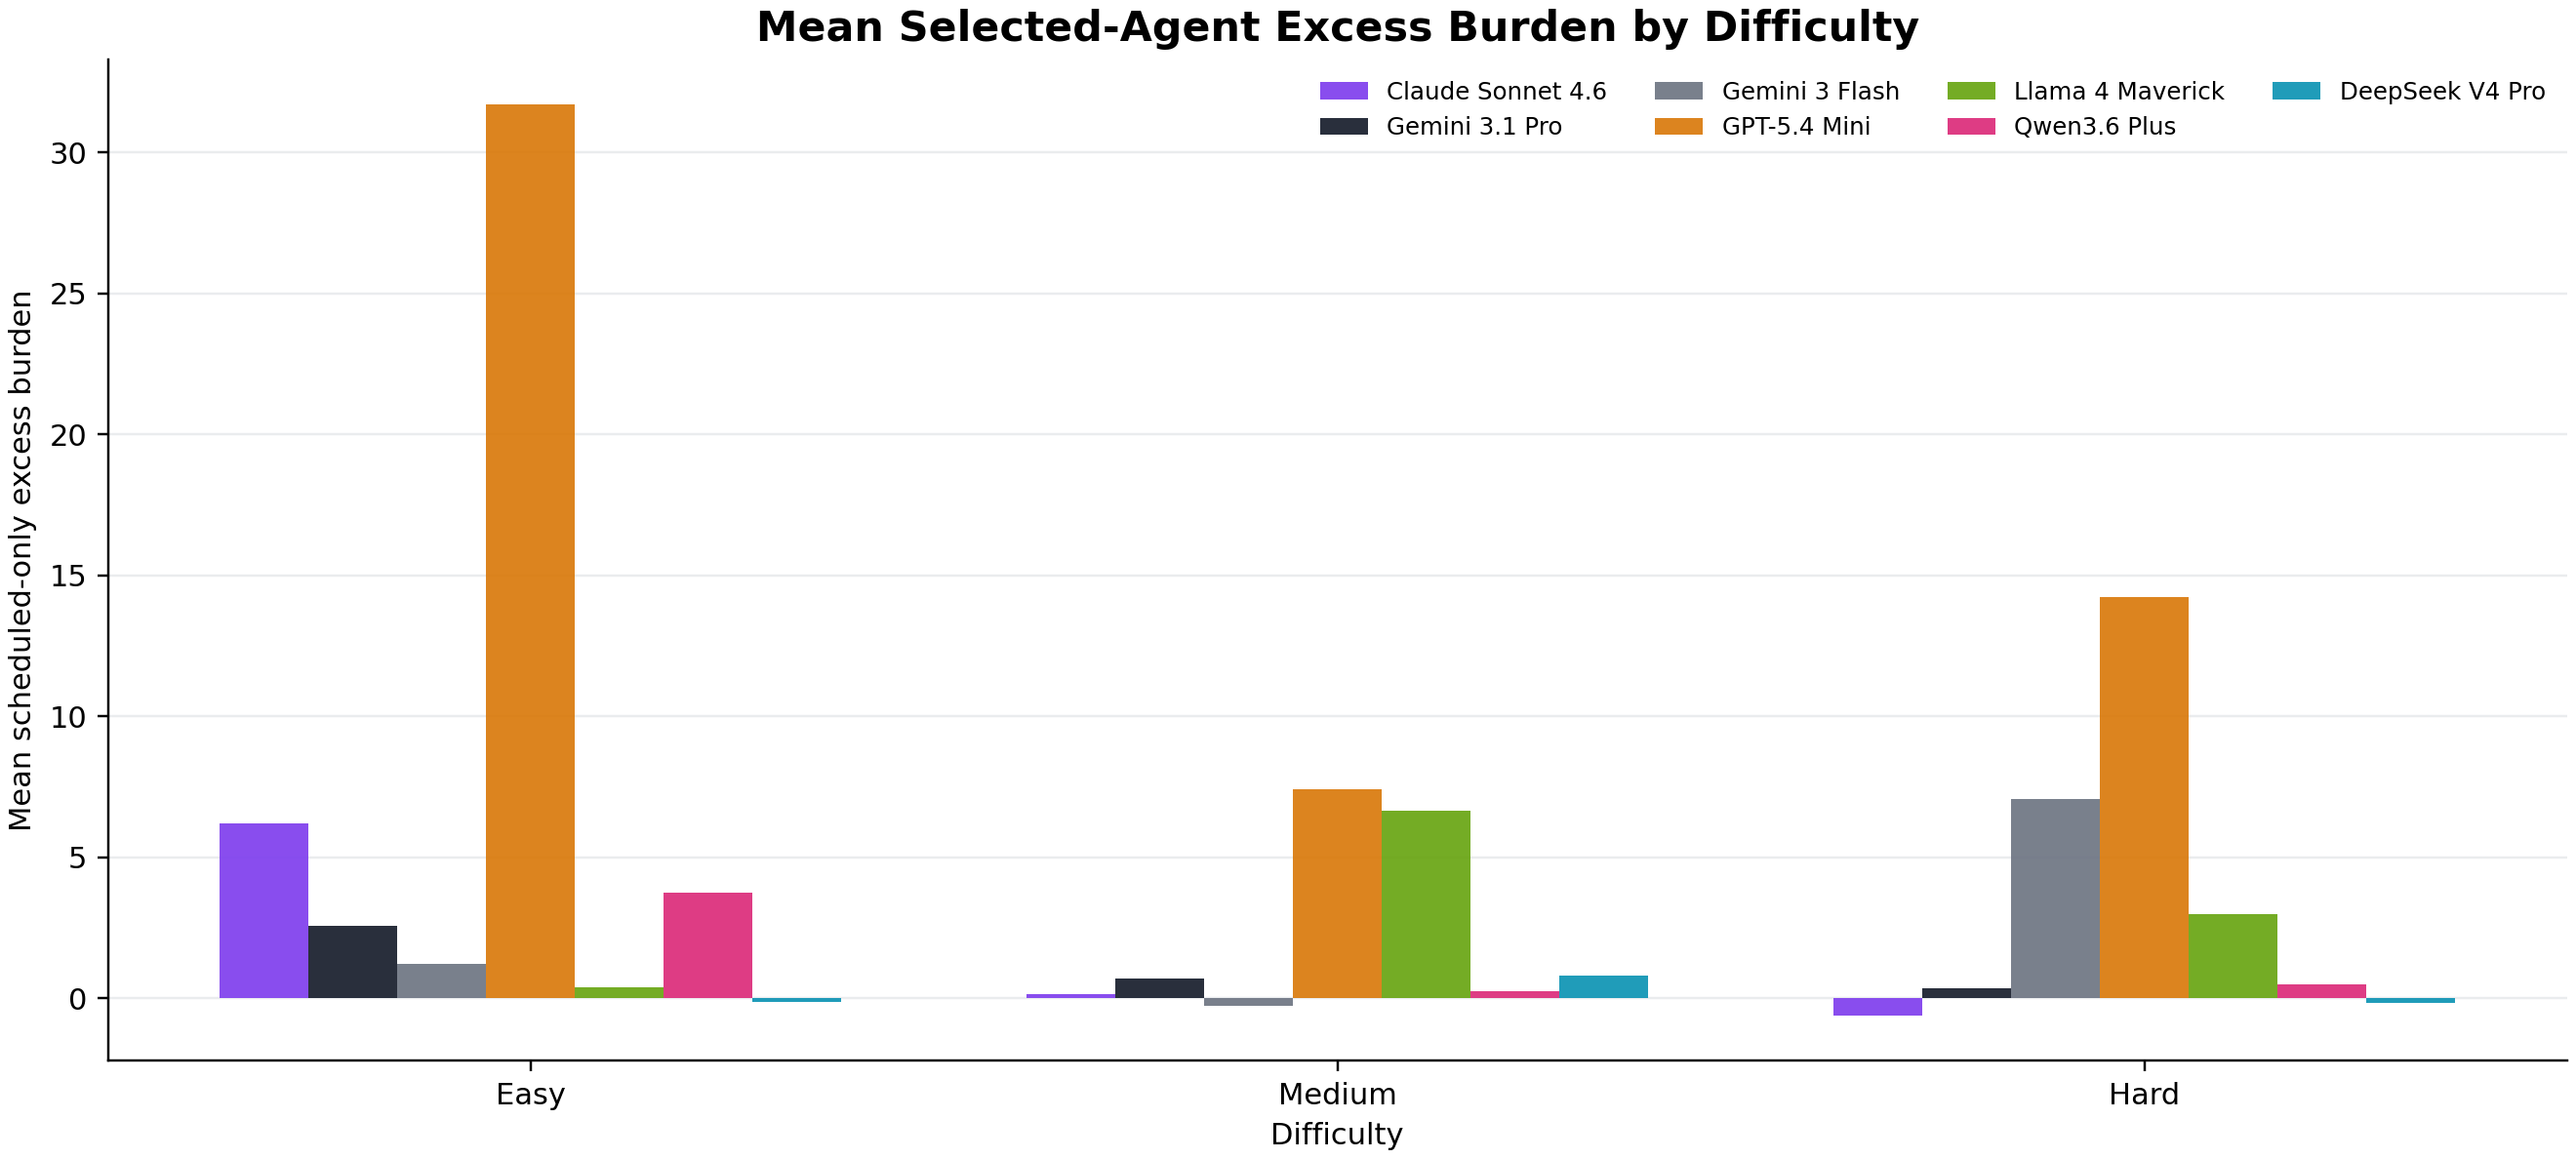 Mean Selected-Agent Excess Burden by Difficulty
Claude Sonnet 4.6
Gemini 3.1 Pro
Gemini 3 Flash
GPT-5.4 Mini
Llama 4 Maverick
Qwen3.6 Plus
DeepSeek V4 Pro
Mean scheduled-only excess burden
30
25
20
15
10
5
0
Easy
Medium
Hard
Difficulty